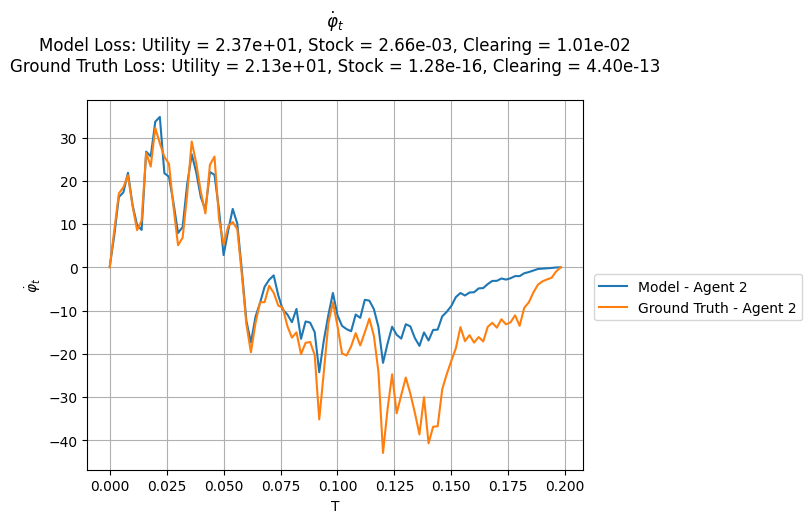 φ̇ₜ
Model Loss: Utility = 2.37e+01, Stock = 2.66e-03, Clearing = 1.01e-02
Ground Truth Loss: Utility = 2.13e+01, Stock = 1.28e-16, Clearing = 4.40e-13
30
20
10
0
−10
−20
−30
−40
φ̇ₜ
0.000 0.025 0.050 0.075 0.100 0.125 0.150 0.175 0.200
T
Model - Agent 2
Ground Truth - Agent 2